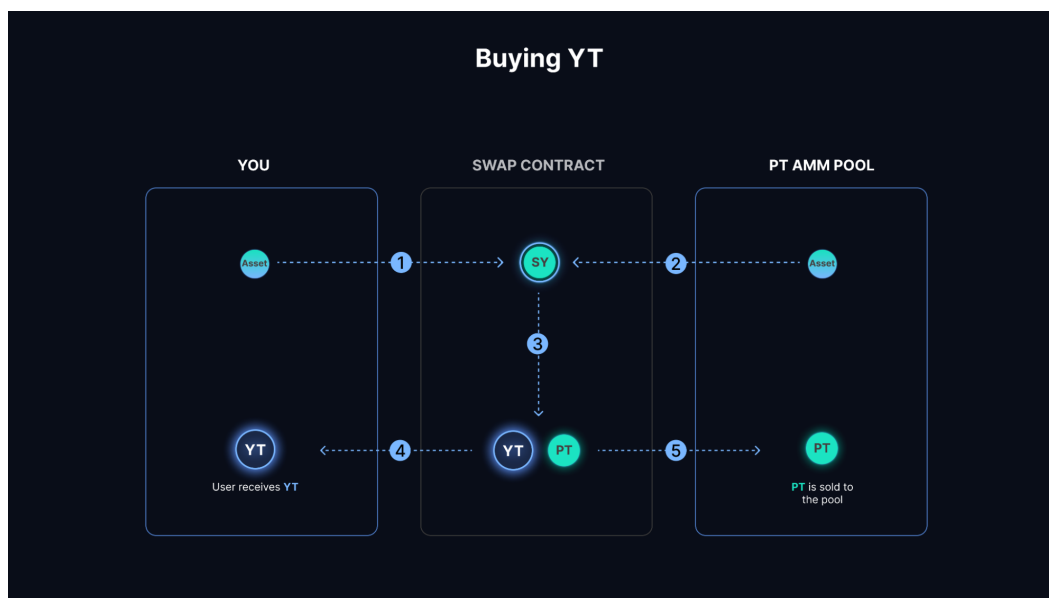 Buying YT
YOU
SWAP CONTRACT
PT AMM POOL
Asset
1
SY
2
Asset
3
YT
4
YT
PT
5
PT
User receives YT
PT is sold to
the pool